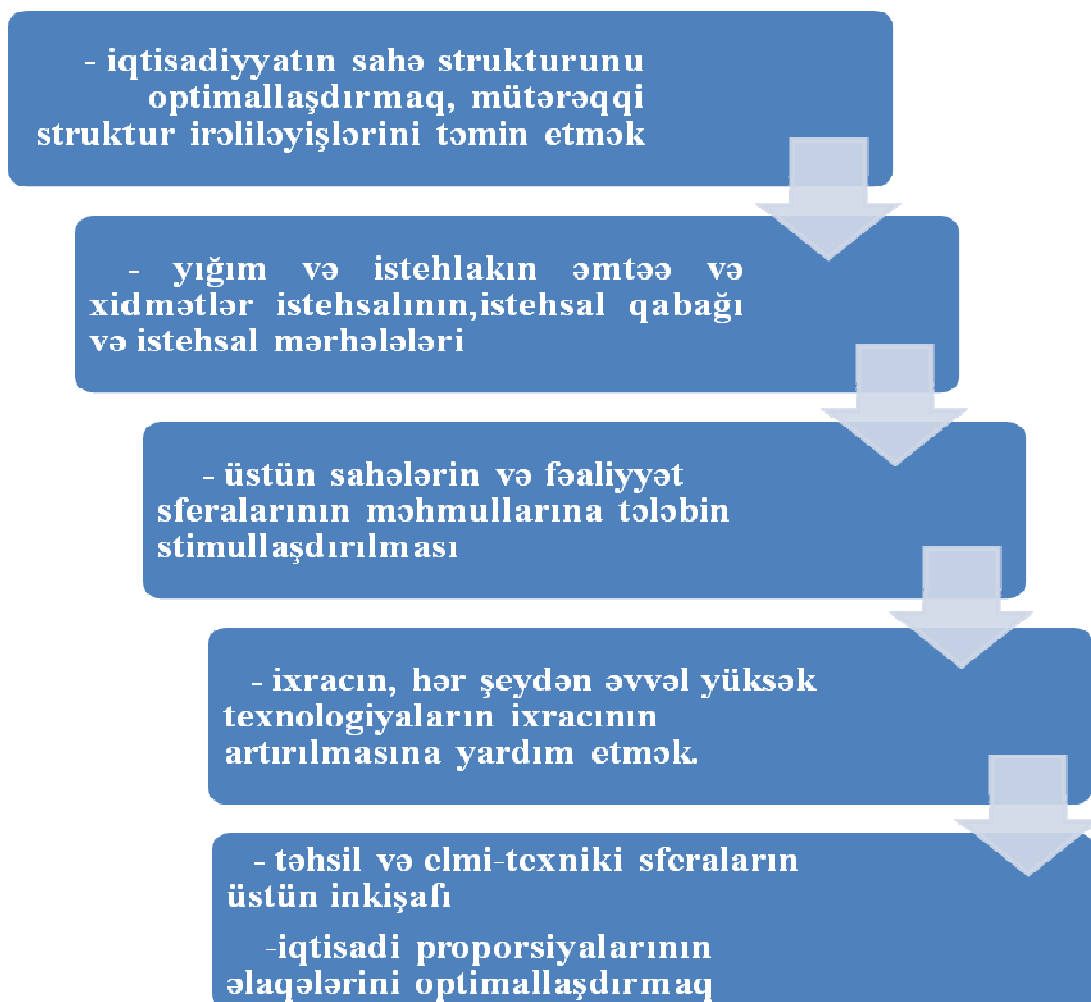 - iqtisadiyyatın sahə strukturunu
optimallaşdırmaq, mütərəqqi
struktur irəliləyişlərini təmin etmək
- yığım və istehlakın əmtəə və
xidmətlər istehsalının,istehsal qabağı
və istehsal mərhələləri
- üstün sahələrin və fəaliyyət
sferalarının məhmullarına tələbin
stimullaşdırılması
- ixracın, hər şeydən əvvəl yüksək
texnologiyaların ixracının
artırılmasına yardım etmək.
- təhsil və elmi-texniki sferaların
üstün inkişafı
-iqtisadi proporsiyalarının
əlaqələrini optimallaşdırmaq